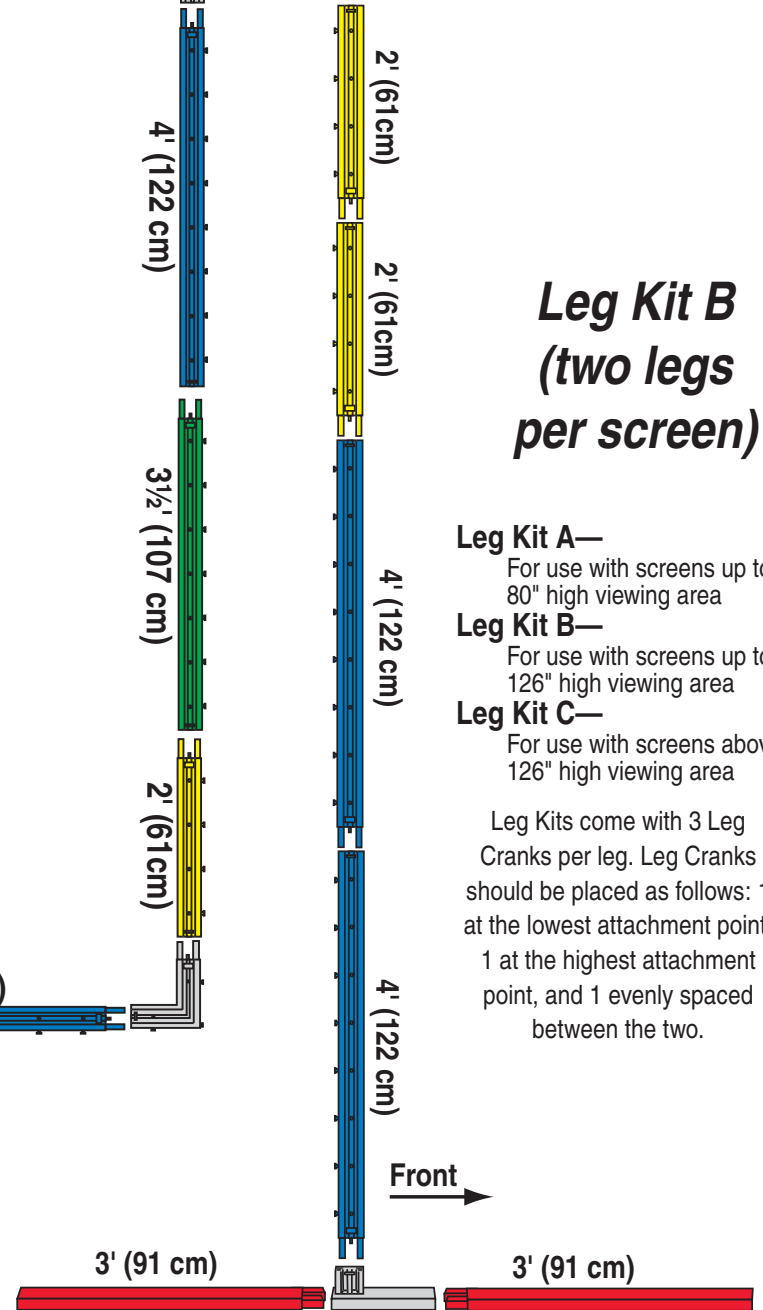 4' (122 cm)
3½' (107 cm)
2' (61cm)
)
2' (61cm)
2' (61cm)
4' (122 cm)
4' (122 cm)
Leg Kit B
(two legs
per screen)
Leg Kit A—
For use with screens up to
80" high viewing area
Leg Kit B—
For use with screens up to
126" high viewing area
Leg Kit C—
For use with screens abov
126" high viewing area
Leg Kits come with 3 Leg
Cranks per leg. Leg Cranks
should be placed as follows: 1
at the lowest attachment point
1 at the highest attachment
point, and 1 evenly spaced
between the two.
Front
3' (91 cm)
3' (91 cm)